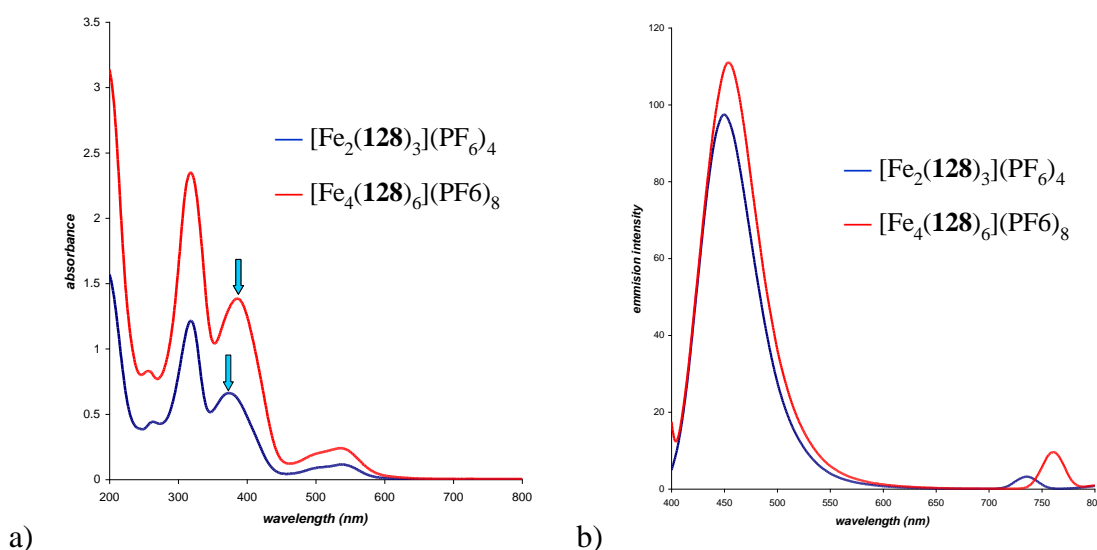 3.5
3
2.5
2
1.5
1
0.5
0
absorbance
200 300 400 500 600 700 800
wavelength (nm)
[Fe2(128)3](PF6)4
[Fe4(128)6](PF6)8
a)
120
100
80
60
40
20
0
emmision intensity
400 450 500 550 600 650 700 750 800
wavelength (nm)
[Fe2(128)3](PF6)4
[Fe4(128)6](PF6)8
b)